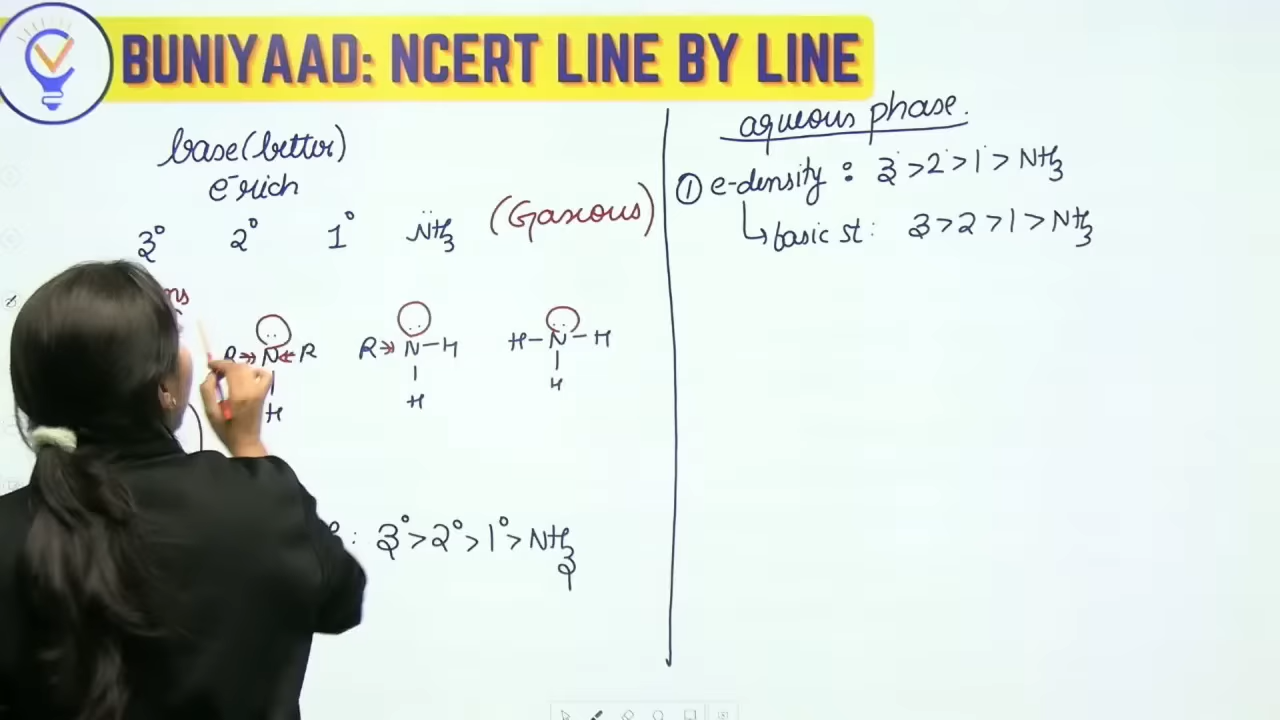 BUNIYAAD: NCERT LINE BY LINE
base(better)
e⁻rich
3° 2° 1° N̈H₃ (Gaseous)
R N R
H
R N H
H
H N H
H
: 3° > 2° > 1° > NH₃
aqueous phase.
① e-density : 3° > 2° > 1° > NH₃
basic st: 3 > 2 > 1 > NH₃